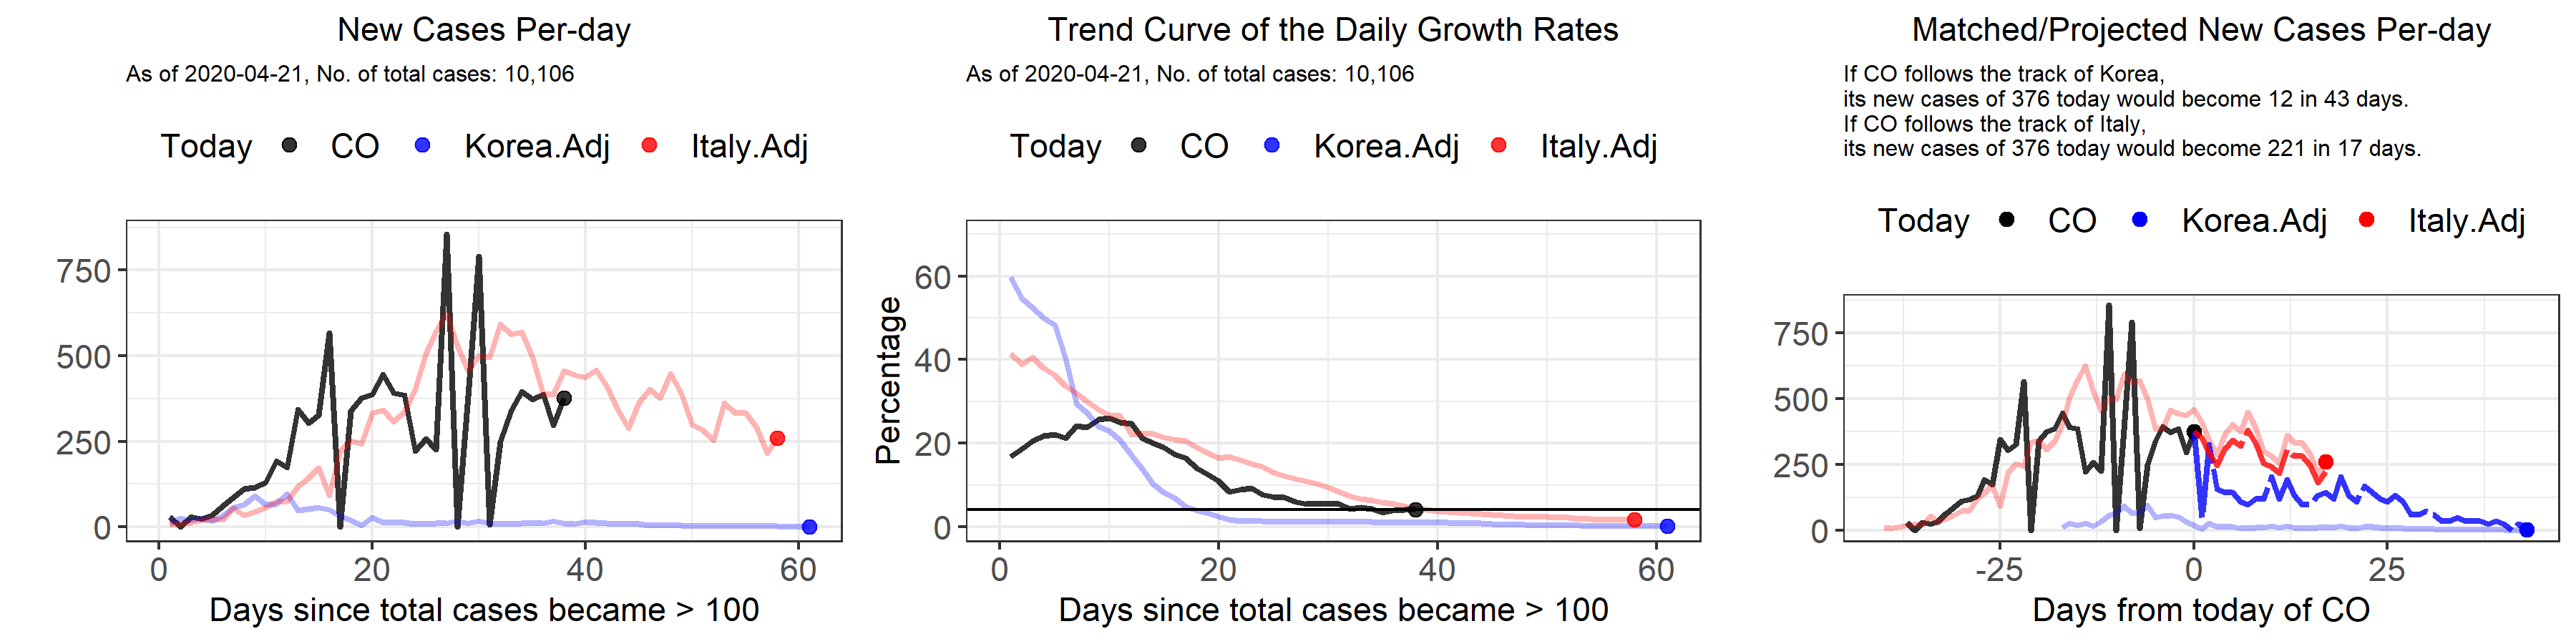 New Cases Per-day
As of 2020-04-21, No. of total cases: 10,106
Today CO Korea.Adj Italy.Adj
750
500
250
0
0 20 40 60
Days since total cases became > 100
Trend Curve of the Daily Growth Rates
As of 2020-04-21, No. of total cases: 10,106
Today CO Korea.Adj Italy.Adj
Percentage
60
40
20
0
0 20 40 60
Days since total cases became > 100
Matched/Projected New Cases Per-day
If CO follows the track of Korea,
its new cases of 376 today would become 12 in 43 days.
If CO follows the track of Italy,
its new cases of 376 today would become 221 in 17 days.
Today CO Korea.Adj Italy.Adj
750
500
250
0
-25 0 25
Days from today of CO